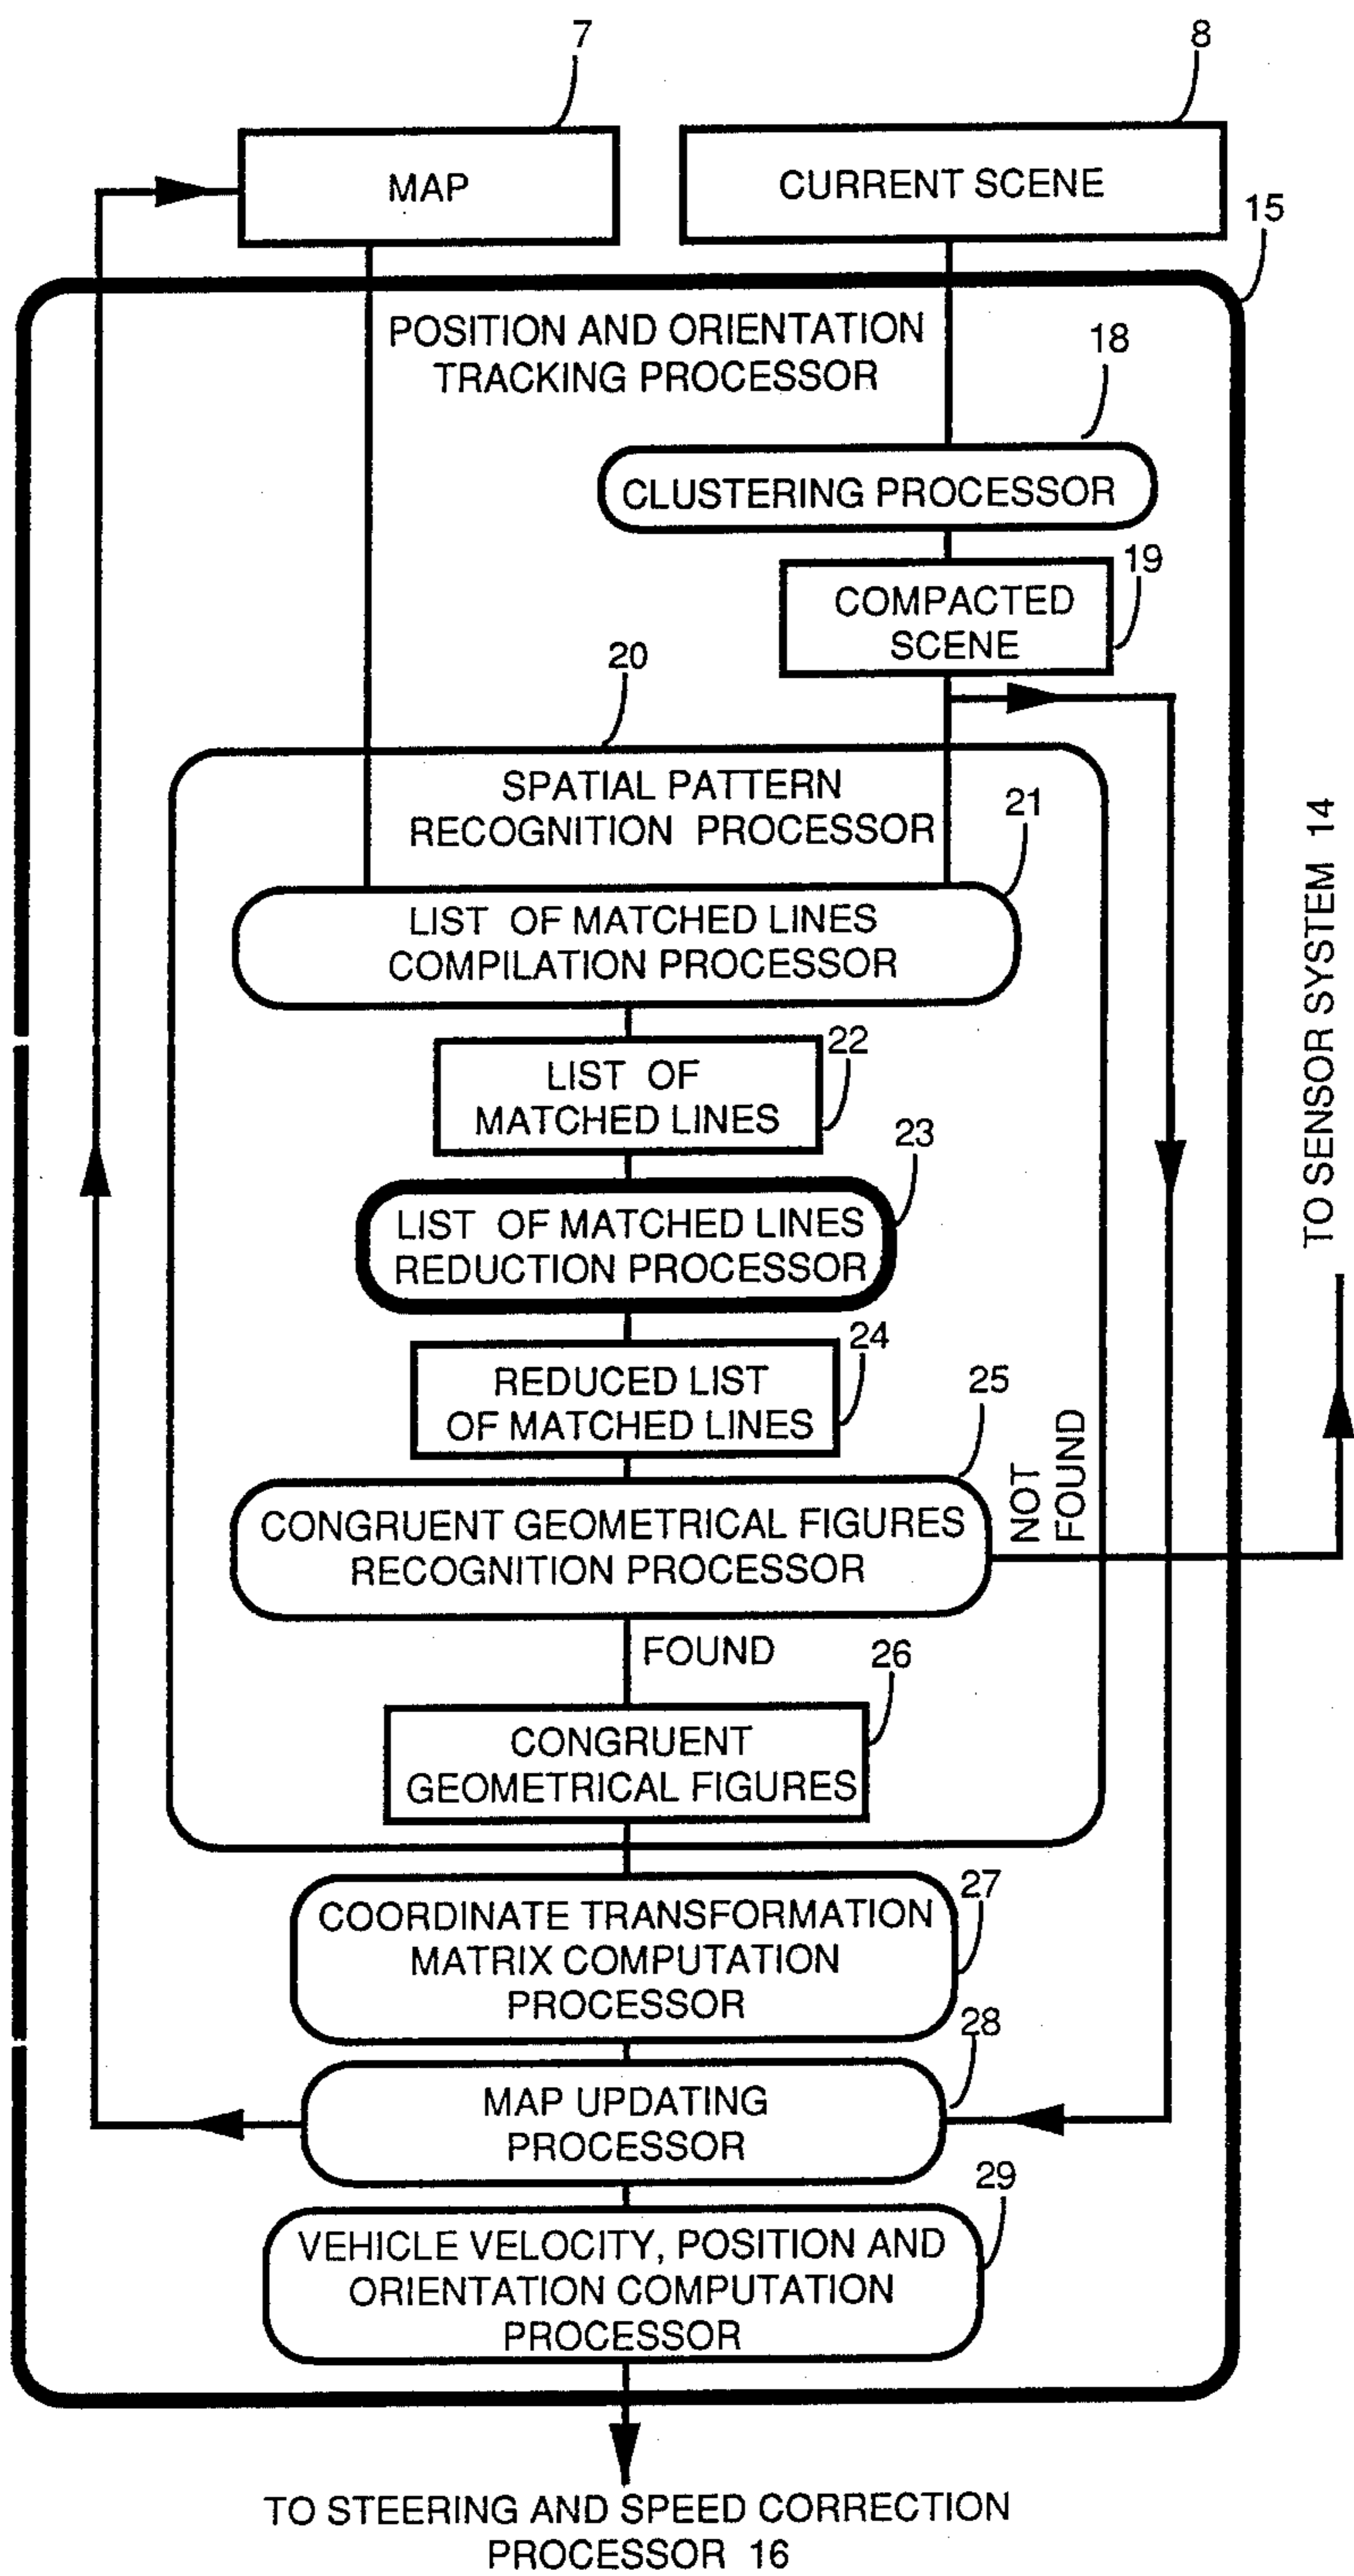 7
8
MAP
CURRENT SCENE
15
POSITION AND ORIENTATION
TRACKING PROCESSOR
18
CLUSTERING PROCESSOR
19
COMPACTED
SCENE
20
SPATIAL PATTERN
RECOGNITION PROCESSOR
21
LIST OF MATCHED LINES
COMPILATION PROCESSOR
22
LIST OF
MATCHED LINES
23
LIST OF MATCHED LINES
REDUCTION PROCESSOR
24
REDUCED LIST
OF MATCHED LINES
25
CONGRUENT GEOMETRICAL FIGURES
RECOGNITION PROCESSOR
NOT
FOUND
TO SENSOR SYSTEM 14
FOUND
26
CONGRUENT
GEOMETRICAL FIGURES
27
COORDINATE TRANSFORMATION
MATRIX COMPUTATION
PROCESSOR
28
MAP UPDATING
PROCESSOR
29
VEHICLE VELOCITY, POSITION AND
ORIENTATION COMPUTATION
PROCESSOR
TO STEERING AND SPEED CORRECTION
PROCESSOR 16